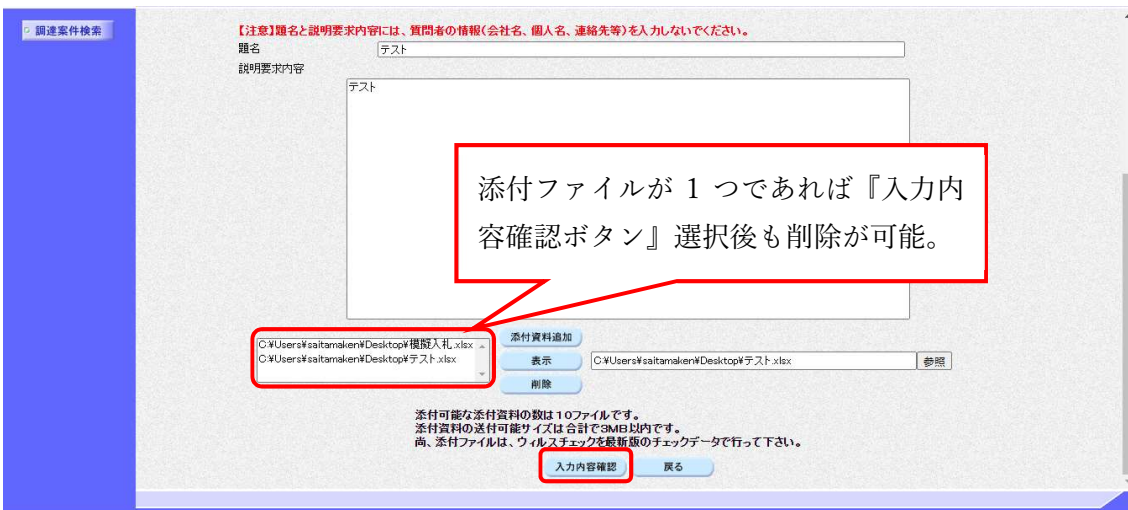 調達案件検索
【注意】題名と説明要求内容には、質問者の情報(会社名、個人名、連絡先等)を入力しないでください。
題名
テスト
説明要求内容
テスト
添付ファイルが 1 つであれば『入力内
容確認ボタン』選択後も削除が可能。
C:¥Users¥saitamaken¥Desktop¥模擬入札.xlsx
C:¥Users¥saitamaken¥Desktop¥テスト.xlsx
添付資料追加
表示
C:¥Users¥saitamaken¥Desktop¥テスト.xlsx
参照
削除
添付可能な添付資料の数は10ファイルです。
添付資料の送付可能サイズは合計で3MB以内です。
尚、添付ファイルは、ウィルスチェックを最新版のチェックデータで行って下さい。
入力内容確認
戻る